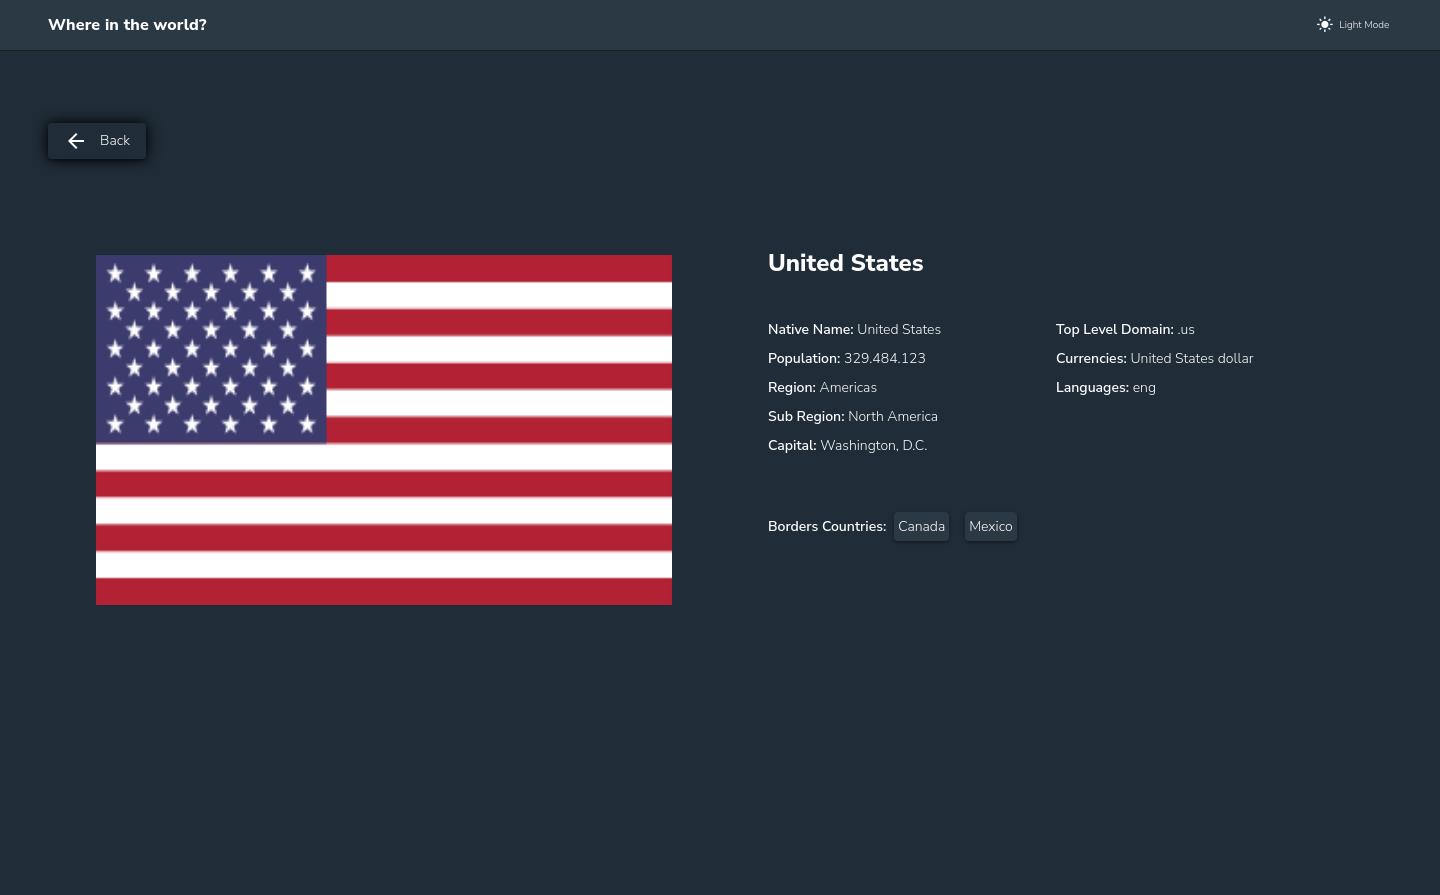 Where in the world?
Light Mode
Back
United States
Native Name: United States
Population: 329.484.123
Region: Americas
Sub Region: North America
Capital: Washington, D.C.
Top Level Domain: .us
Currencies: United States dollar
Languages: eng
Borders Countries: Canada Mexico